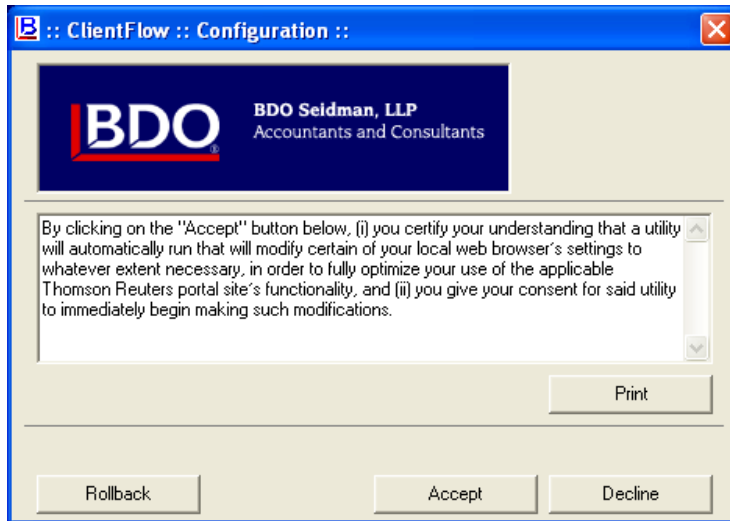 B :: ClientFlow :: Configuration ::
BDO®
BDO Seidman, LLP
Accountants and Consultants
By clicking on the "Accept" button below, (i) you certify your understanding that a utility
will automatically run that will modify certain of your local web browser's settings to
whatever extent necessary, in order to fully optimize your use of the applicable
Thomson Reuters portal site's functionality, and (ii) you give your consent for said utility
to immediately begin making such modifications.
Print
Rollback
Accept
Decline